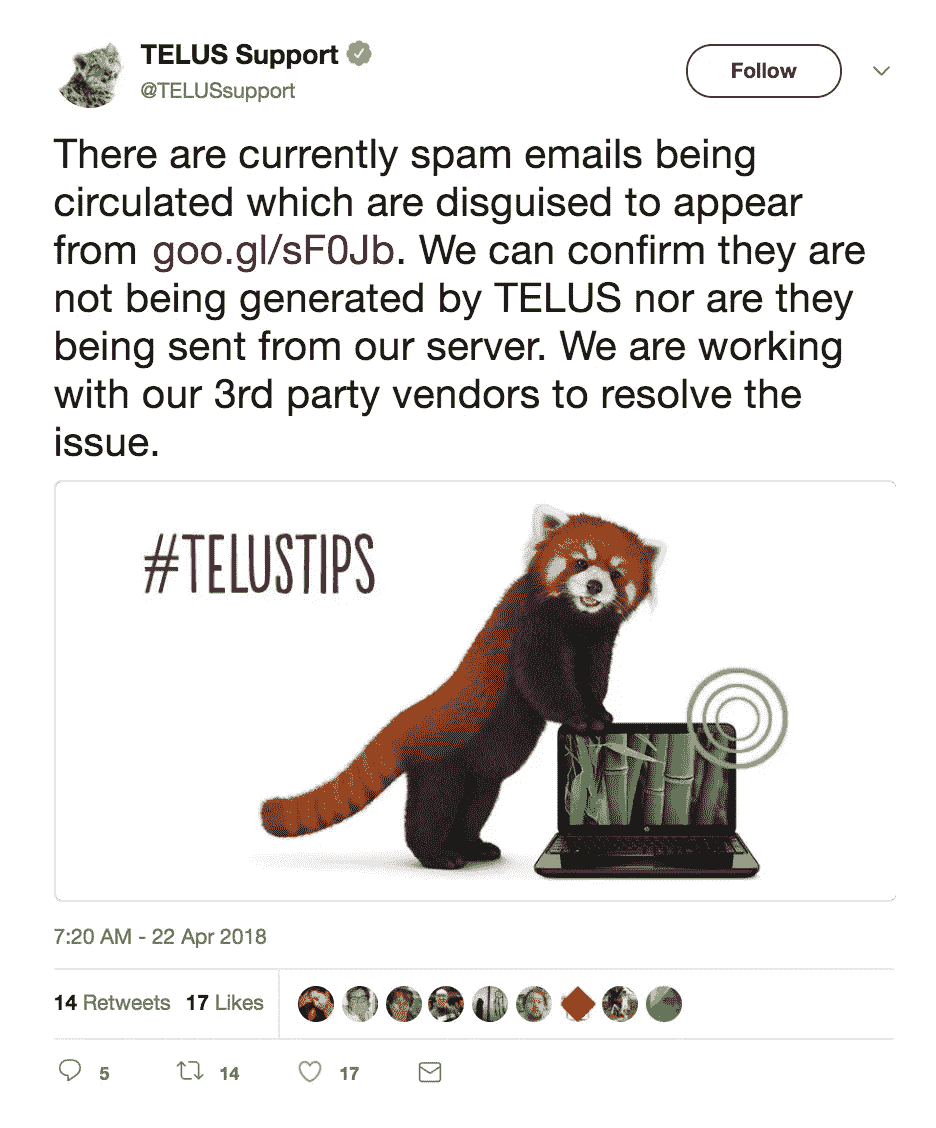 TELUS Support
@TELUSsupport
Follow
There are currently spam emails being
circulated which are disguised to appear
from goo.gl/sF0Jb. We can confirm they are
not being generated by TELUS nor are they
being sent from our server. We are working
with our 3rd party vendors to resolve the
issue.
#TELUSTIPS
7:20 AM - 22 Apr 2018
14 Retweets 17 Likes
5 14 17